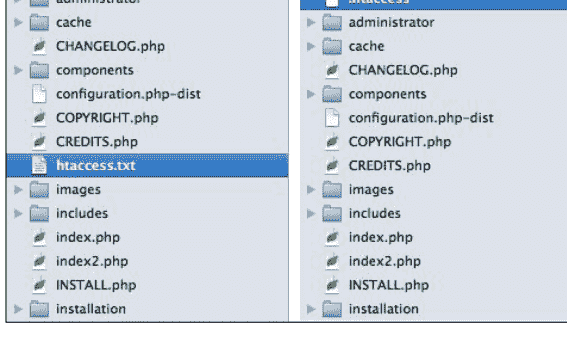 administrator
cache
CHANGELOG.php
components
configuration.php-dist
COPYRIGHT.php
CREDITS.php
htaccess.txt
images
includes
index.php
index2.php
INSTALL.php
installation
.htaccess
administrator
cache
CHANGELOG.php
components
configuration.php-dist
COPYRIGHT.php
CREDITS.php
images
includes
index.php
index2.php
INSTALL.php
installation